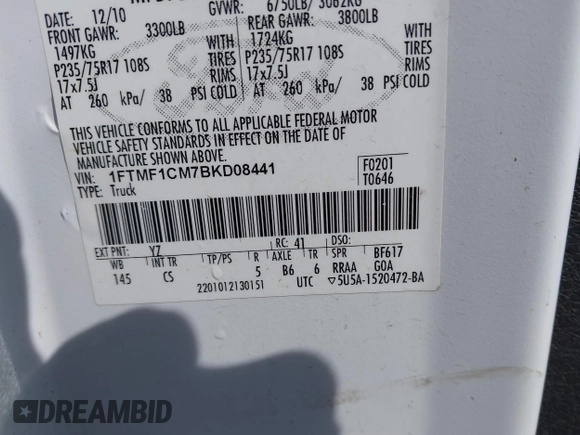 DATE: 12/10 GVWR: 6750LB/ 3062KG
FRONT GAWR: 3300LB REAR GAWR: 3800LB
1497KG 1724KG
P235/75R17 108S TIRES P235/75R17 108S TIRES
17x7.5J RIMS 17x7.5J RIMS
AT 260 kPa/ 38 PSI COLD AT 260 kPa/ 38 PSI COLD
Ford
THIS VEHICLE CONFORMS TO ALL APPLICABLE FEDERAL MOTOR
VEHICLE SAFETY STANDARDS IN EFFECT ON THE DATE OF
MANUFACTURE SHOWN ABOVE.
VIN: 1FTMF1CM7BKD08441 F0201
TYPE: Truck T0646
EXT PNT: YZ RC: 41 DSO:
WB INT TR TP/PS R AXLE TR SPR BF617
145 CS 5 B6 6 RRAA GOA
2201012130151 UTC ▽5U5A-1520472-BA
DREAMBID